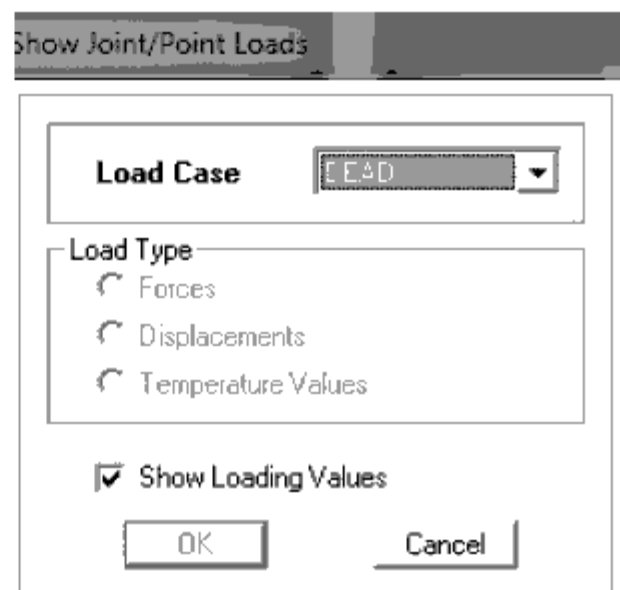 Show Joint/Point Loads
Load Case DEAD
Load Type
Forces
Displacements
Temperature Values
Show Loading Values
OK Cancel